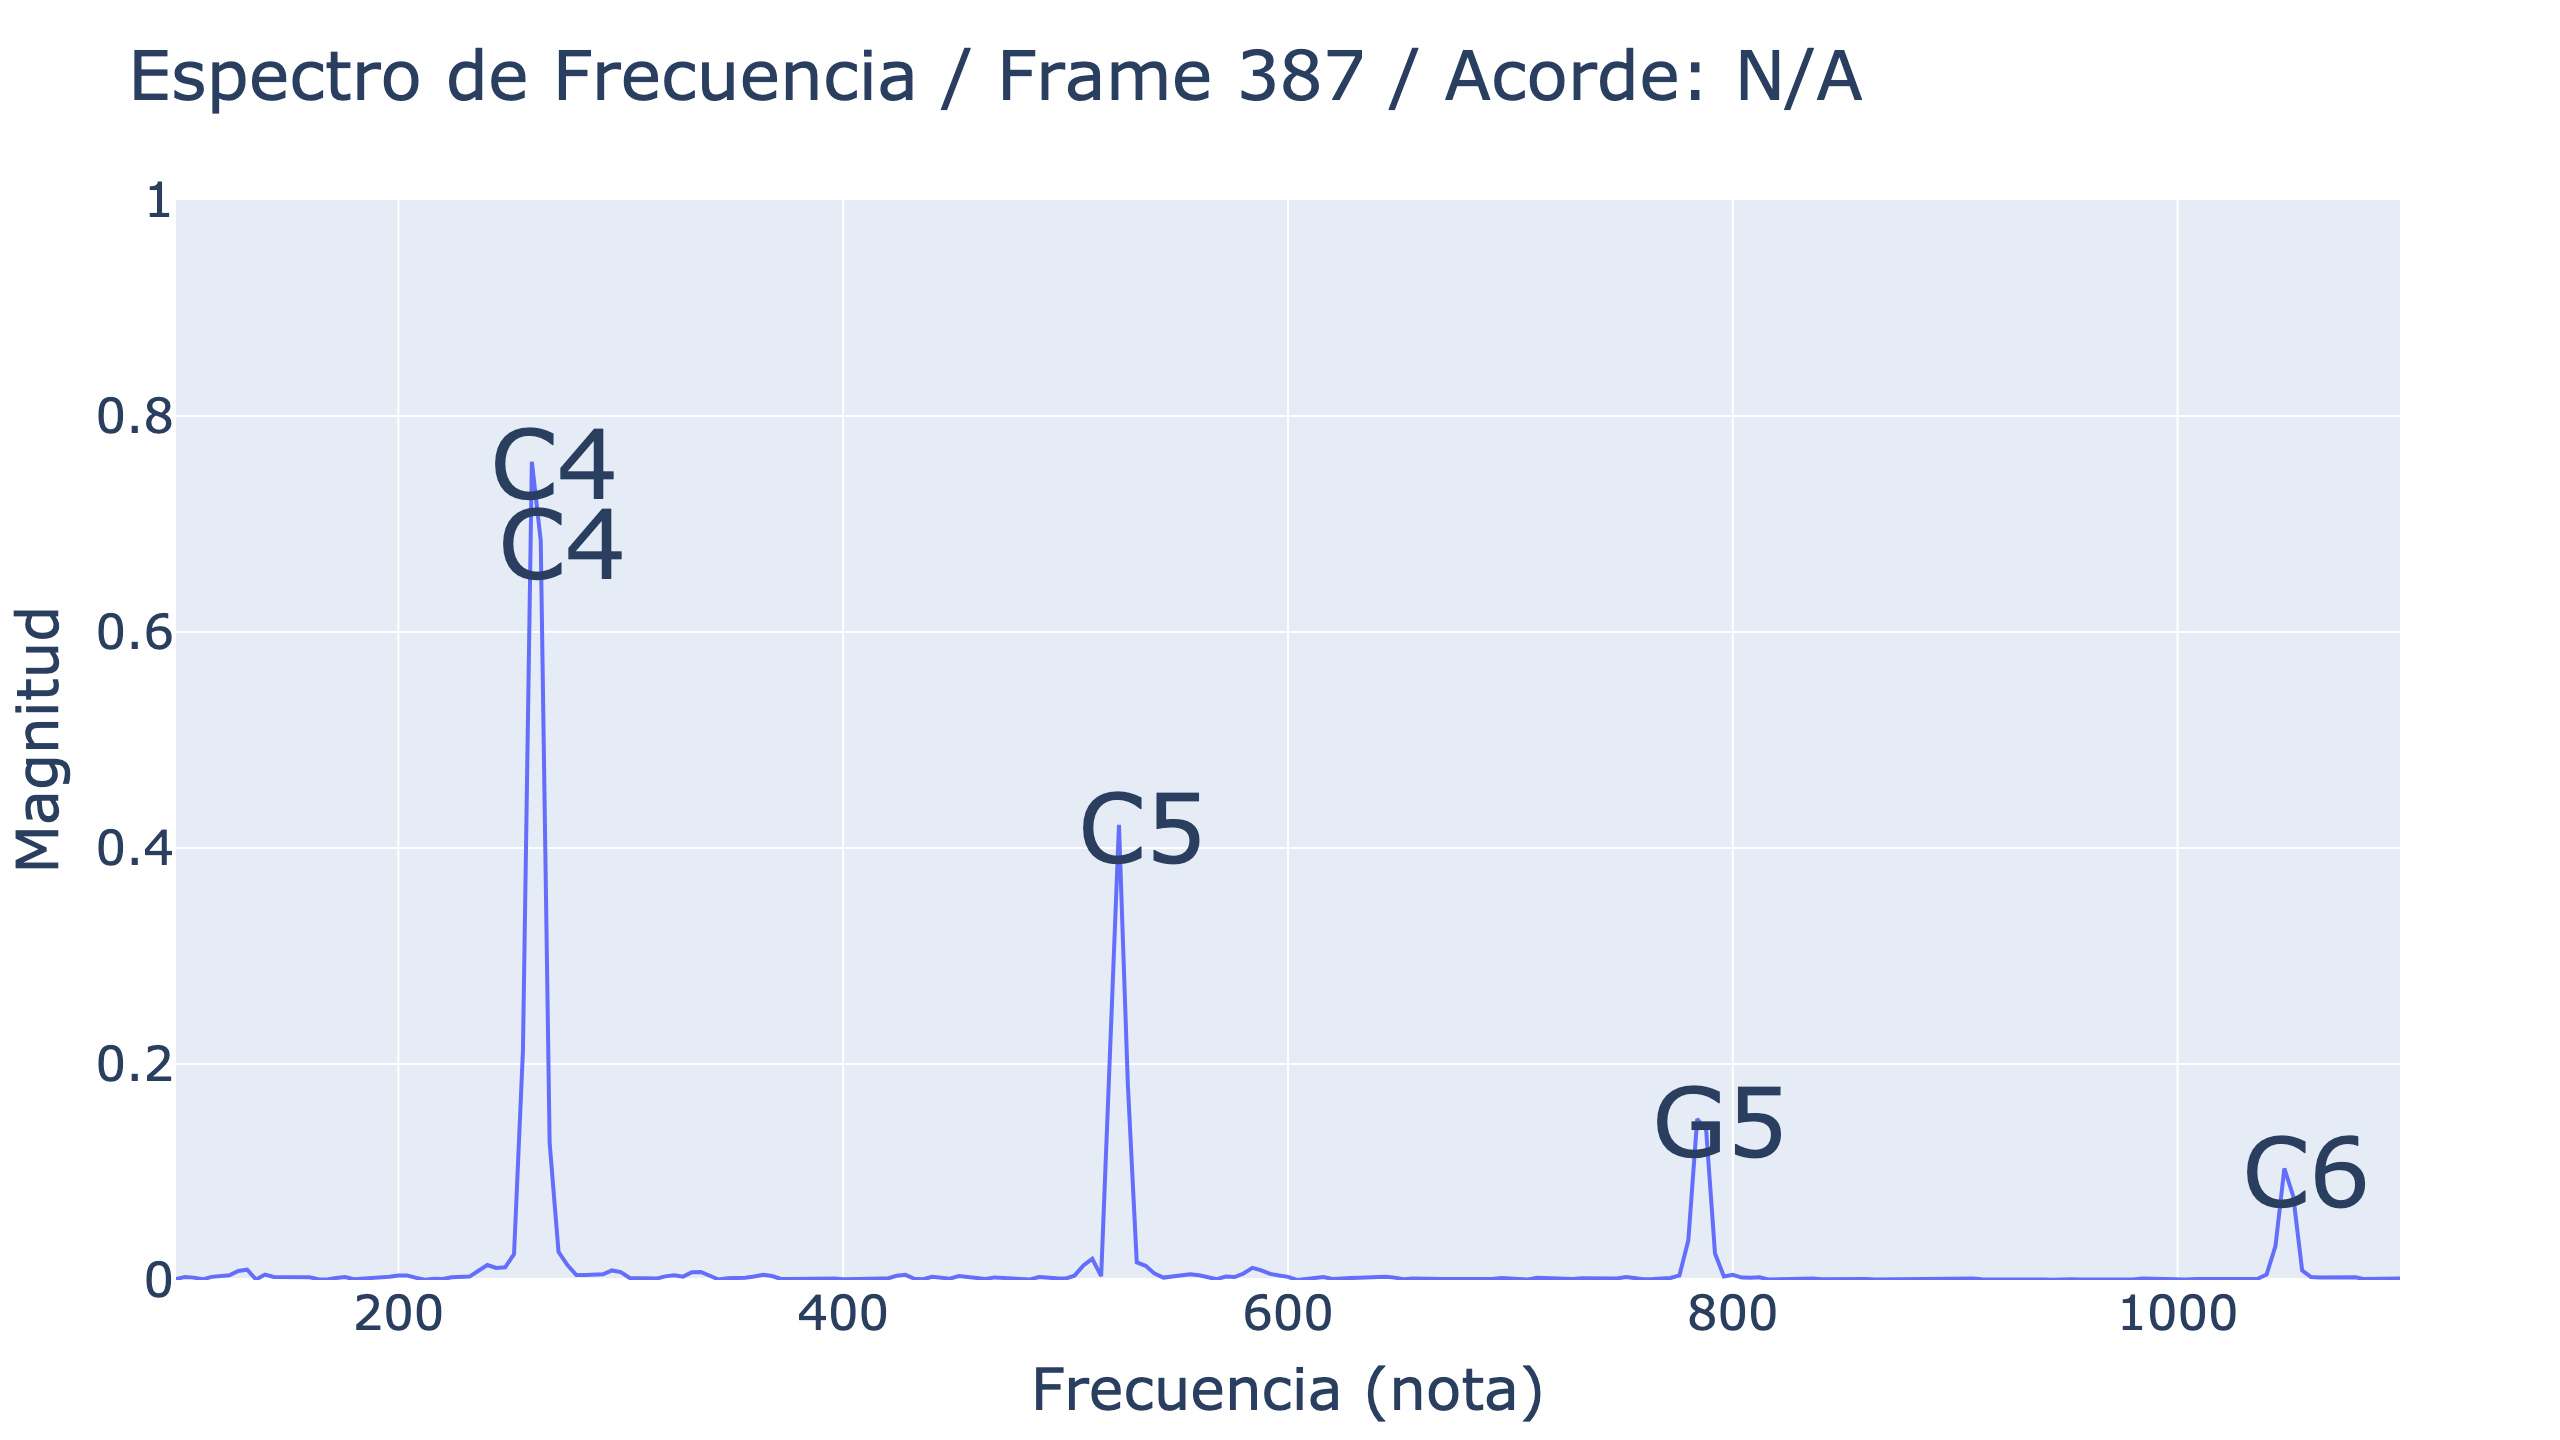 Espectro de Frecuencia / Frame 387 / Acorde: N/A
1
0.8
0.6
0.4
0.2
0
Magnitud
C4
C4
C5
G5
C6
200 400 600 800 1000
Frecuencia (nota)